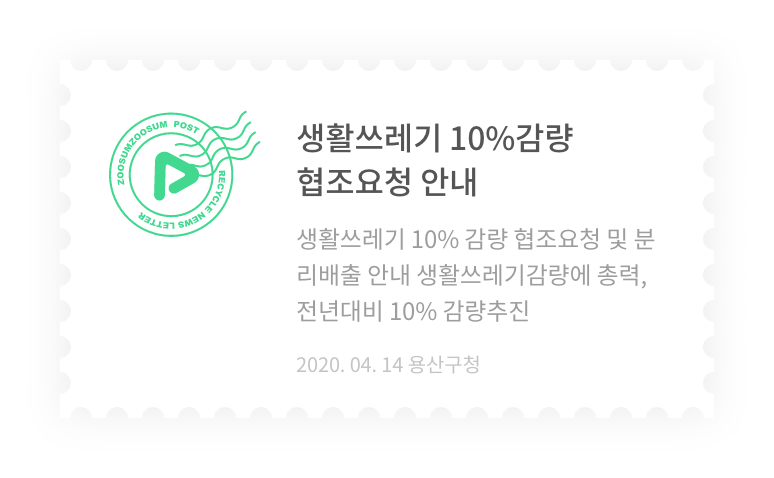 ZOOSUMZOOSUM POST
RECYCLE NEWS LETTER
생활쓰레기 10%감량
협조요청 안내
생활쓰레기 10% 감량 협조요청 및 분
리배출 안내 생활쓰레기감량에 총력,
전년대비 10% 감량추진
2020. 04. 14 용산구청